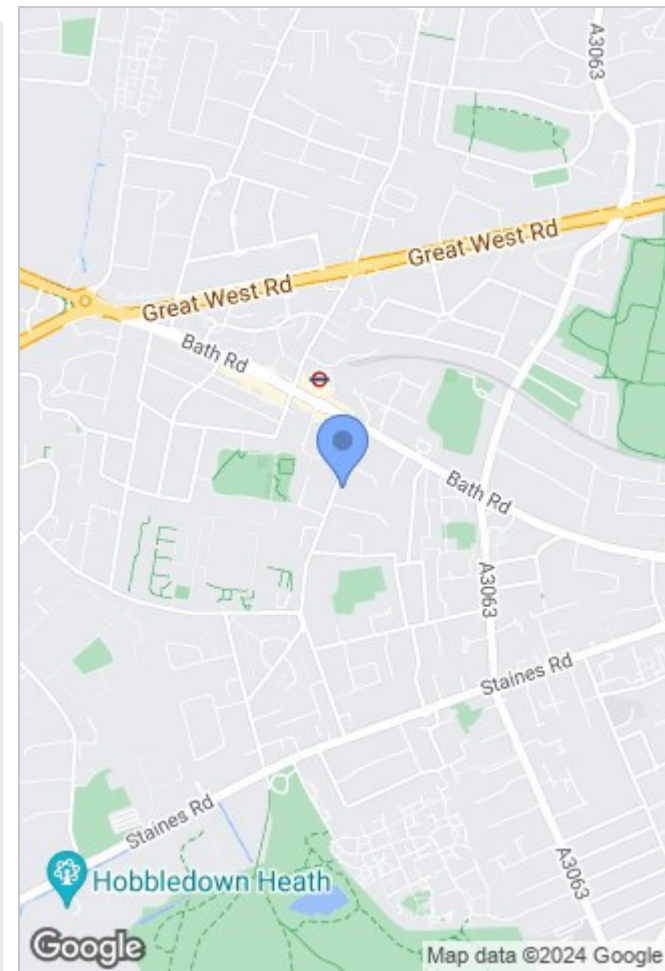 A3063
Great West Rd
Great West Rd
Bath Rd
Bath Rd
A3063
Staines Rd
Staines Rd
A3063
Hobbledown Heath
Google
Map data ©2024 Google